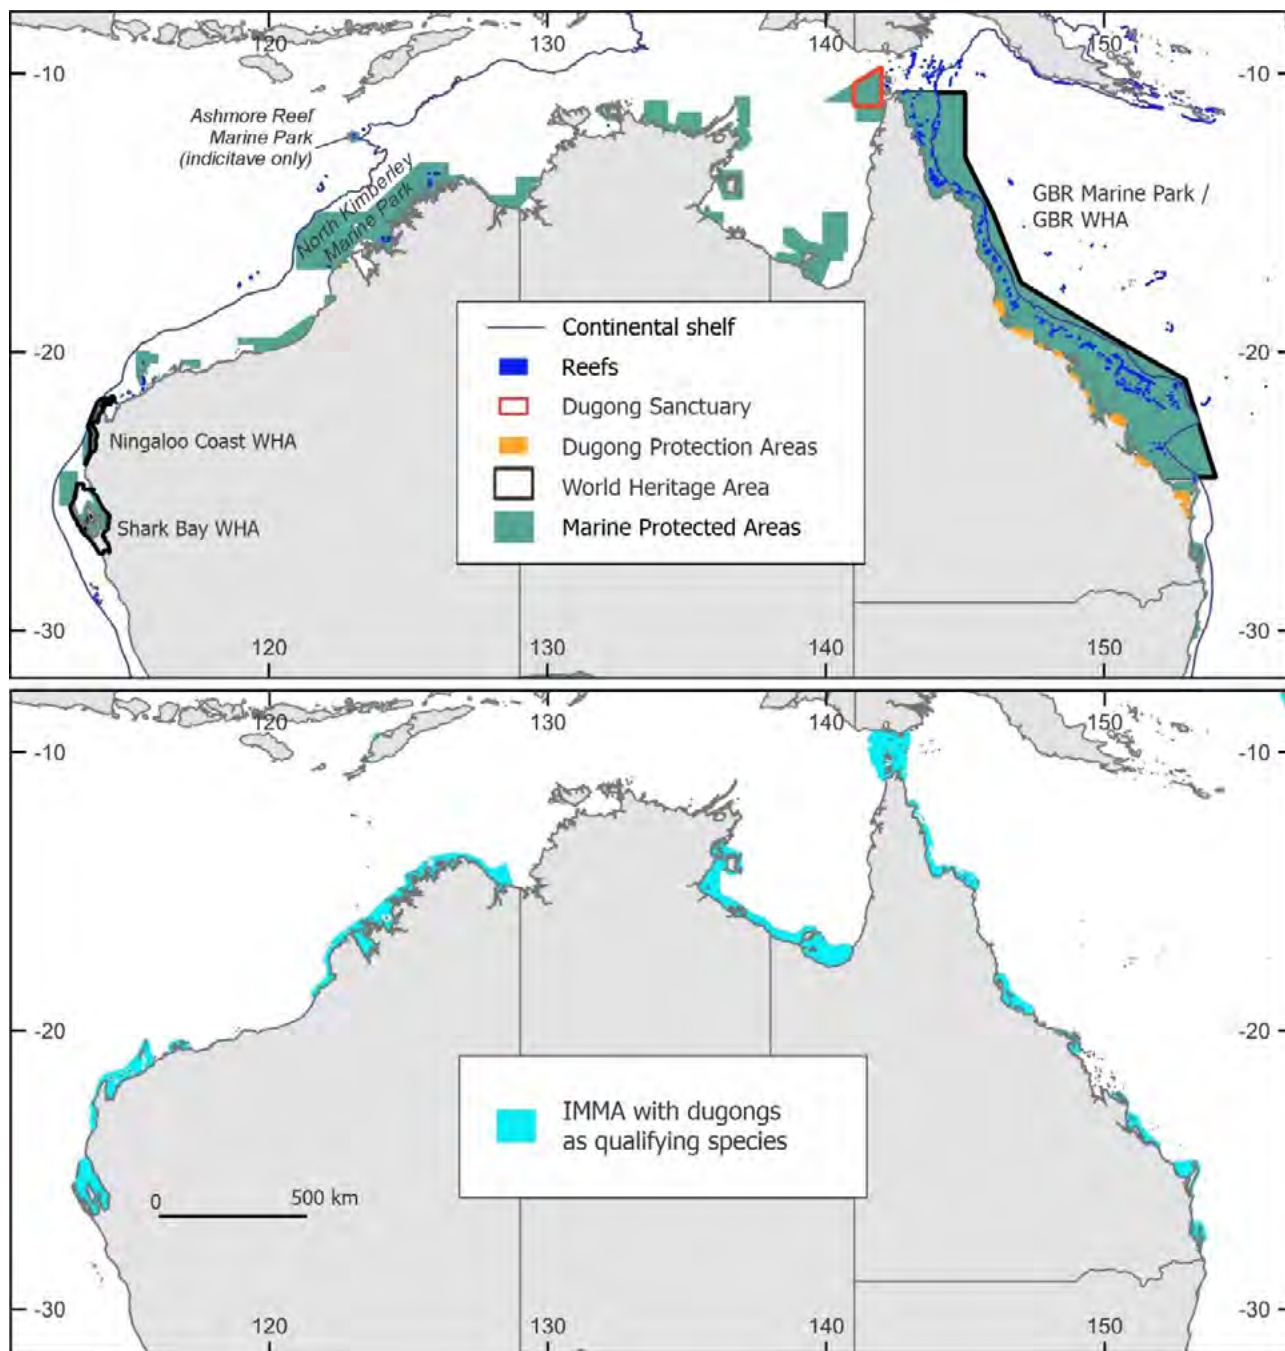 120
130
140
150
-10
-10
Ashmore Reef
Marine Park
(indicitave only)
North Kimberley
Marine Park
GBR Marine Park /
GBR WHA
Continental shelf
-20
-20
Reefs
Dugong Sanctuary
Ningaloo Coast WHA
Dugong Protection Areas
World Heritage Area
Shark Bay WHA
Marine Protected Areas
-30
-30
120
130
140
150
120
130
140
150
-10
-10
-20
-20
IMMA with dugongs
as qualifying species
0
500 km
-30
-30
120
130
140
150